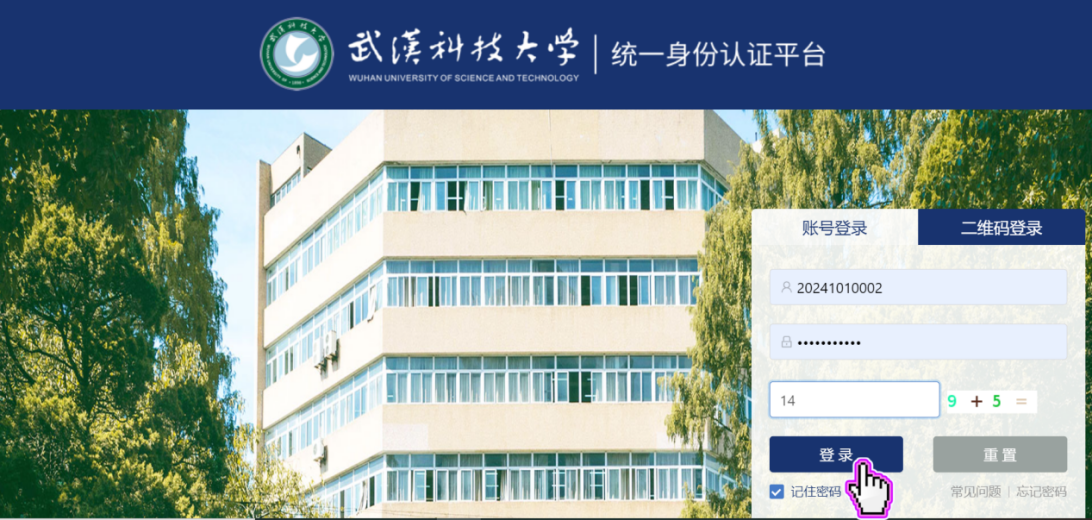 武漢科技大学 | 统一身份认证平台
WUHAN UNIVERSITY OF SCIENCE AND TECHNOLOGY
账号登录 二维码登录
20241010002
•••••••••••
14 9 + 5 =
登 录 重 置
记住密码 常见问题 | 忘记密码